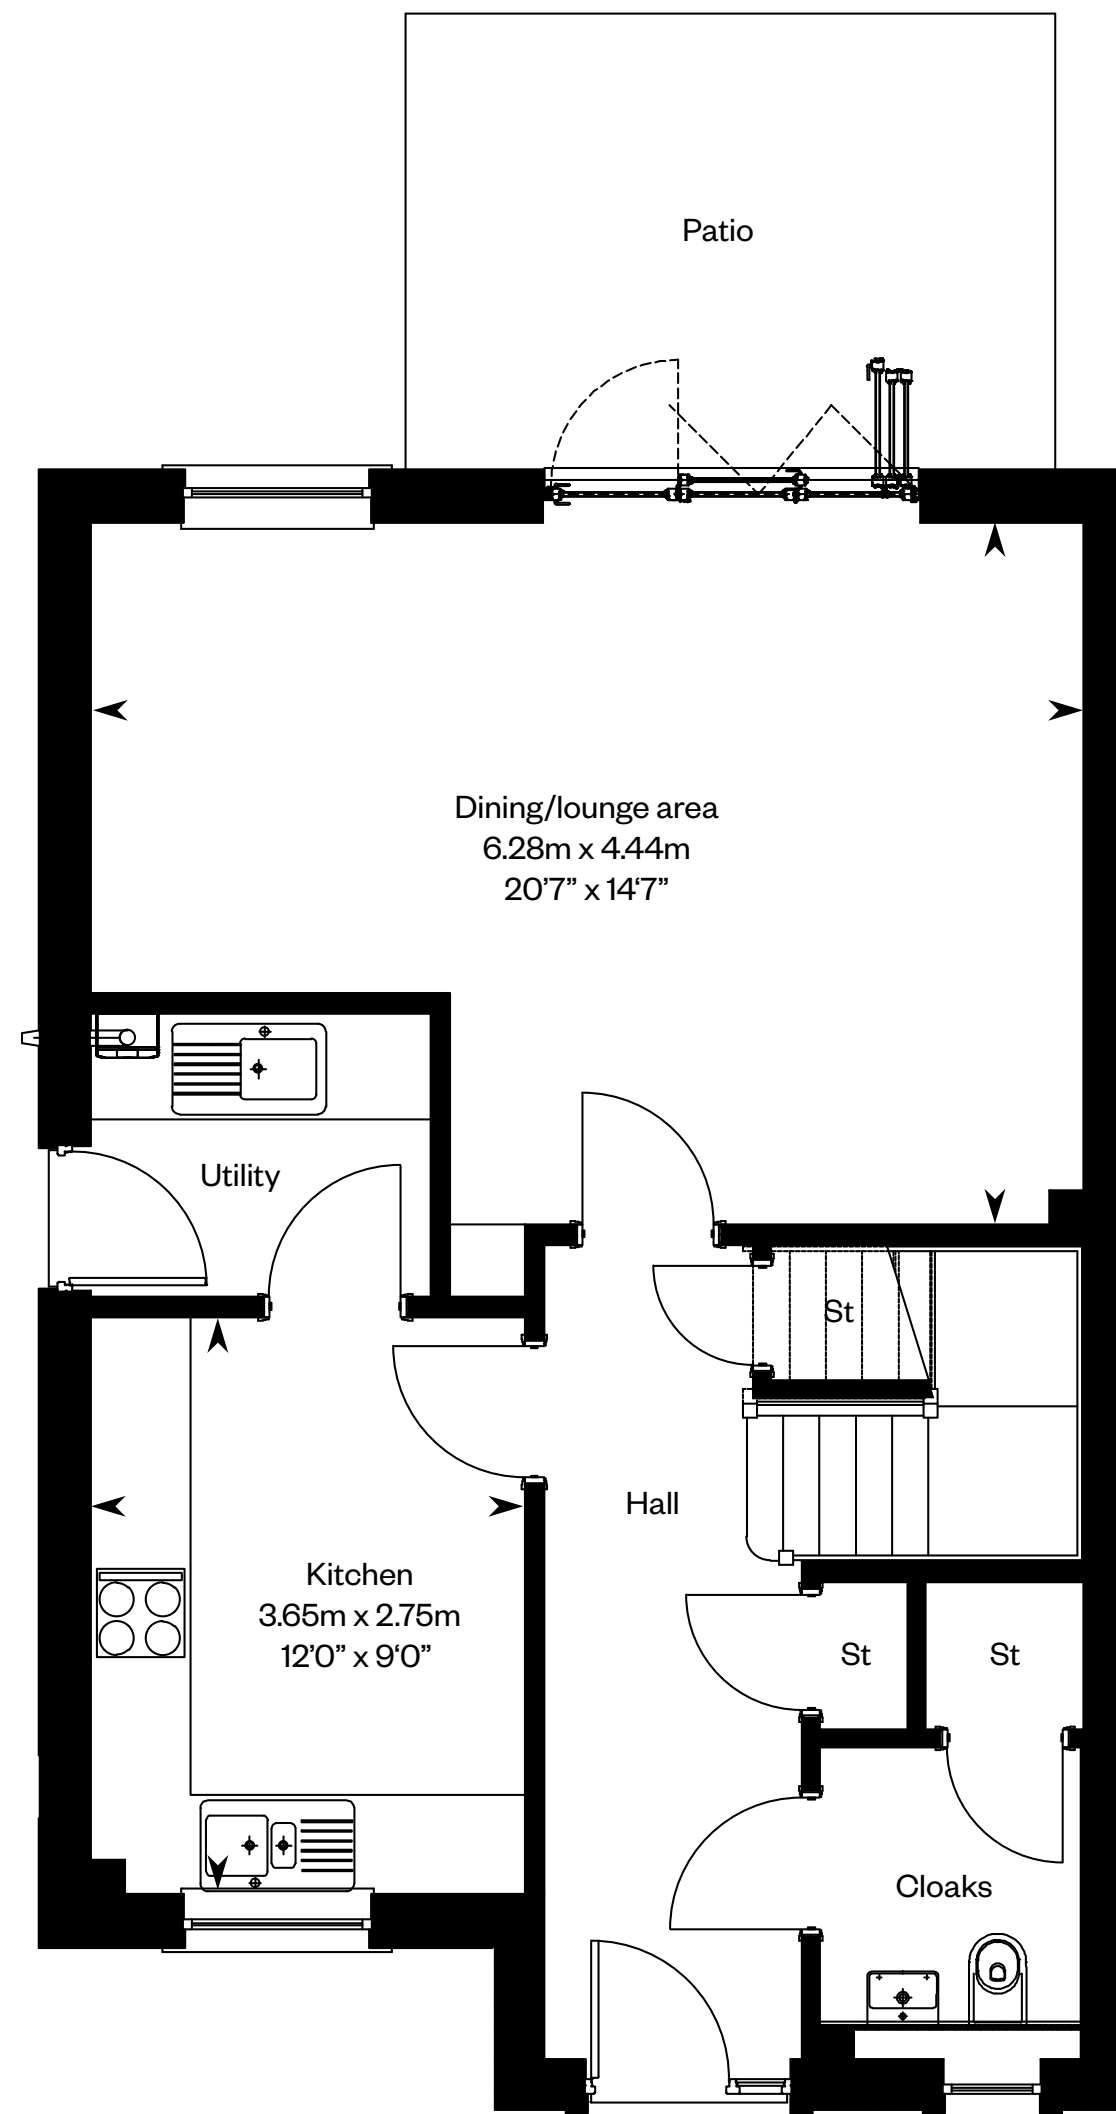 Patio
Dining/lounge area
6.28m x 4.44m
20'7” x 14‘7”
Utility
St
Hall
Kitchen
3.65m x 2.75m
12'0” x 9‘0”
St
St
Cloaks